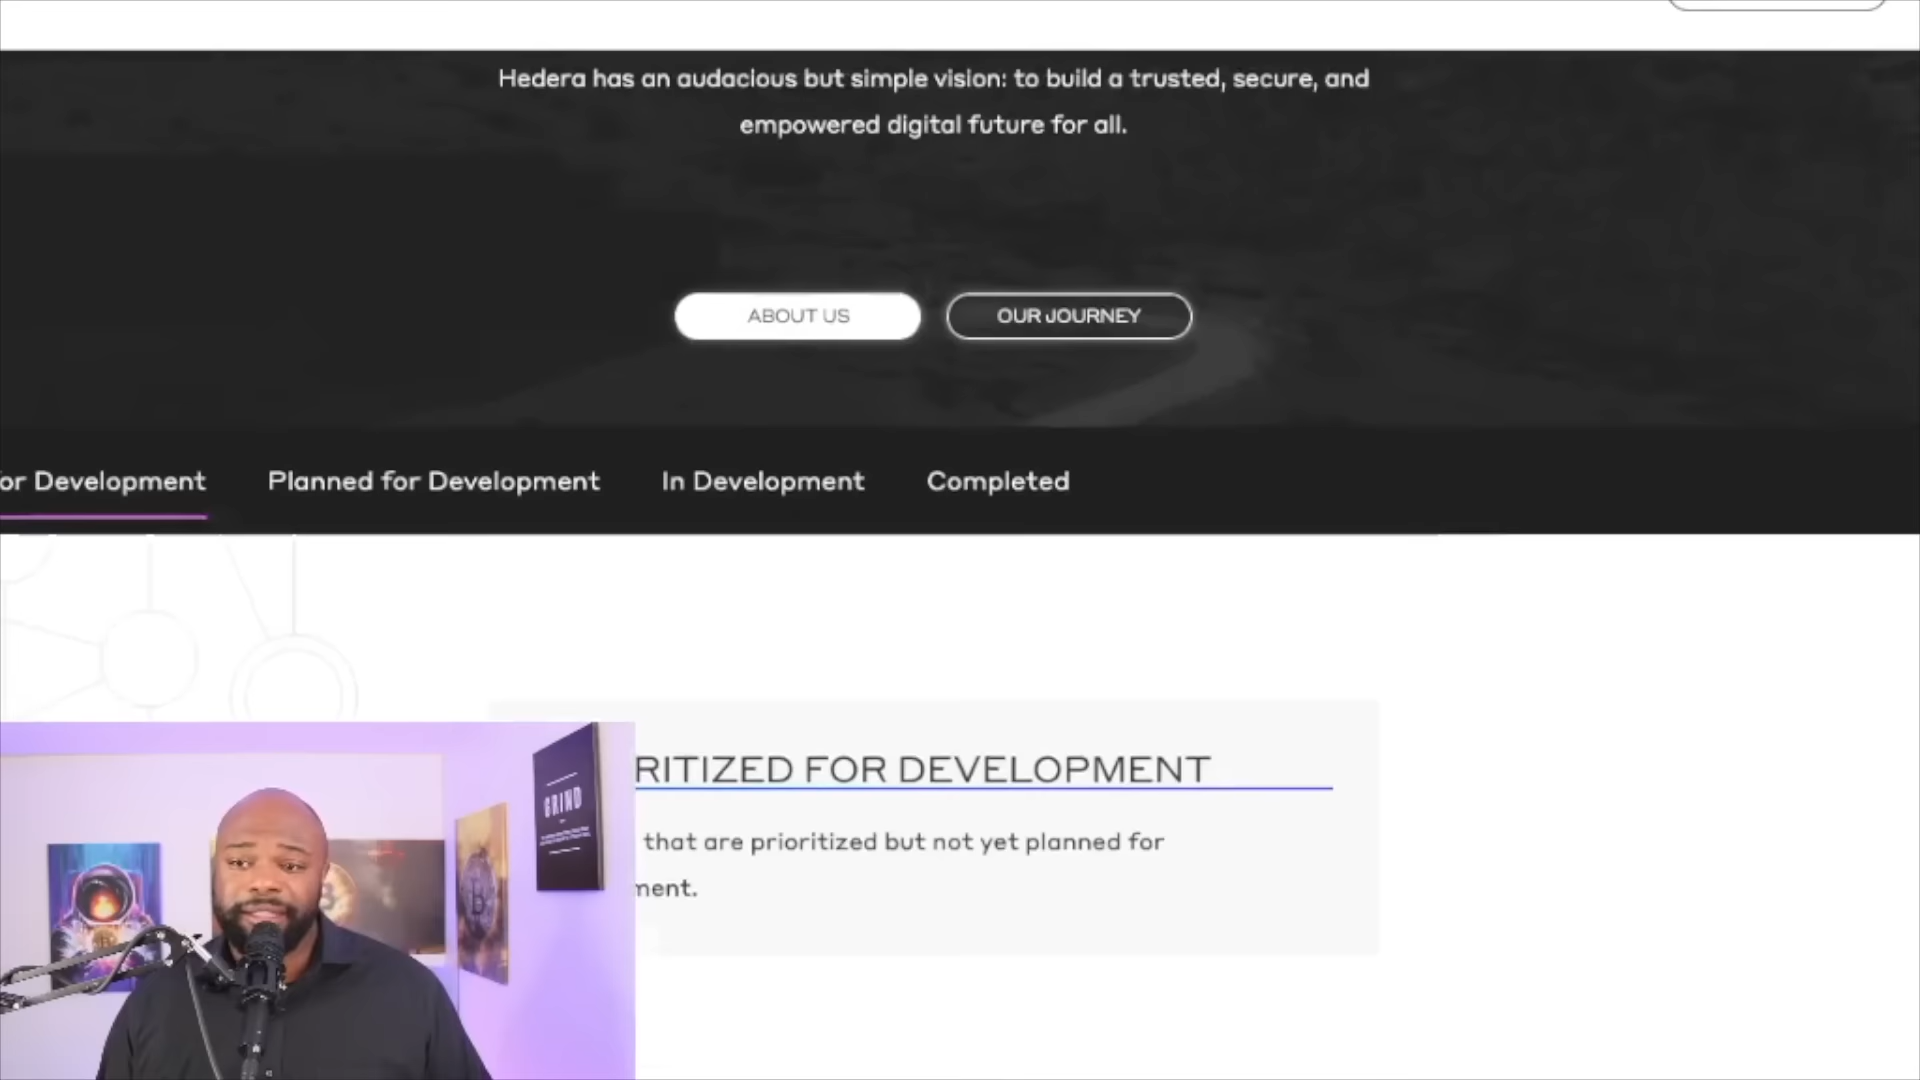 Hedera has an audacious but simple vision: to build a trusted, secure, and
empowered digital future for all.
ABOUT US
OUR JOURNEY
or Development
Planned for Development
In Development
Completed
RITIZED FOR DEVELOPMENT
that are prioritized but not yet planned for
ment.
GRIND